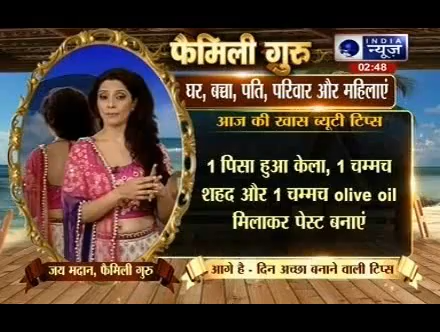 फैमिली गुरु
INDIA
न्यूज़
02:48
घर, बच्चा, पति, परिवार और महिलाएं
आज की खास ब्यूटी टिप्स
1 पिसा हुआ केला, 1 चम्मच
शहद और 1 चम्मच olive oil
मिलाकर पेस्ट बनाएं
जय मदान, फैमिली गुरु
आगे है - दिन अच्छा बनाने वाली टिप्स